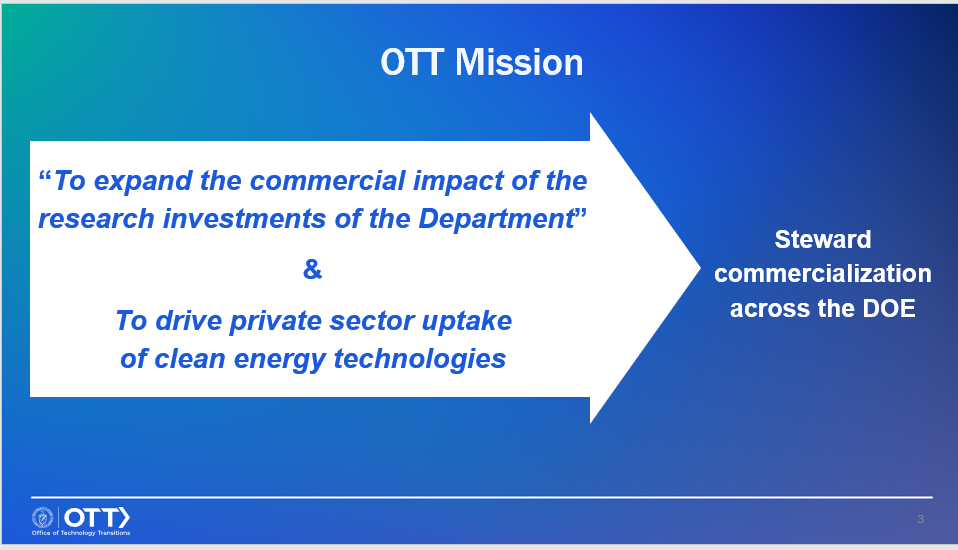 OTT Mission
“To expand the commercial impact of the
research investments of the Department”
&
To drive private sector uptake
of clean energy technologies
Steward
commercialization
across the DOE
OTT
Office of Technology Transitions
3